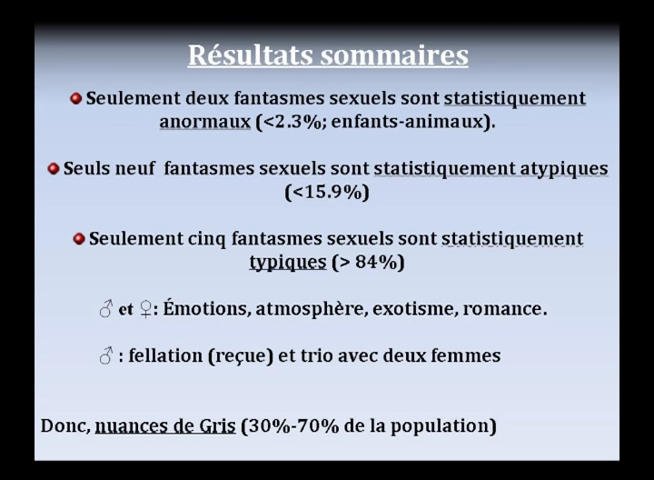 Résultats sommaires
Seulement deux fantasmes sexuels sont statistiquement
anormaux (<2.3%; enfants-animaux).
Seuls neuf fantasmes sexuels sont statistiquement atypiques
(<15.9%)
Seulement cinq fantasmes sexuels sont statistiquement
typiques (> 84%)
♂ et ♀: Émotions, atmosphère, exotisme, romance.
♂ : fellation (reçue) et trio avec deux femmes
Donc, nuances de Gris (30%-70% de la population)